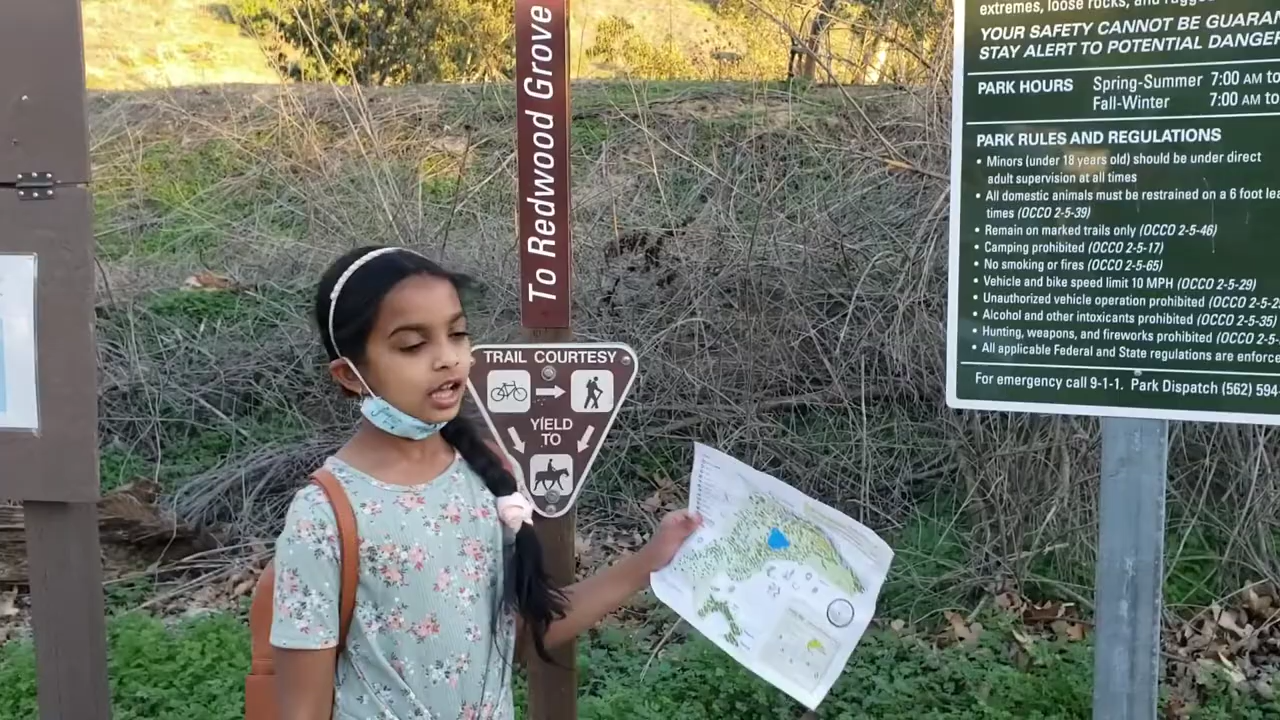 To Redwood Grove
TRAIL COURTESY
YIELD
TO
extremes, loose rocks, and
YOUR SAFETY CANNOT BE
STAY ALERT TO POTENTIAL
PARK HOURS Spring-Summer 7:00 AM to
Fall-Winter 7:00 AM to
PARK RULES AND REGULATIONS
• Minors (under 18 years old) should be under direct
adult supervision at all times
• All domestic animals must be restrained on a 6 foot
times (OCCO 2-5-39)
• Remain on marked trails only (OCCO 2-5-46)
• Camping prohibited (OCCO 2-5-17)
• No smoking or fires (OCCO 2-5-65)
• Vehicle and bike speed limit 10 MPH (OCCO 2-5-29)
• Unauthorized vehicle operation prohibited (OCCO 2-5-2
• Alcohol and other intoxicants prohibited (OCCO 2-5-35)
• Hunting, weapons, and fireworks prohibited (OCCO 2-5-
• All applicable Federal and State regulations are enforce
For emergency call 9-1-1. Park Dispatch (562) 594-